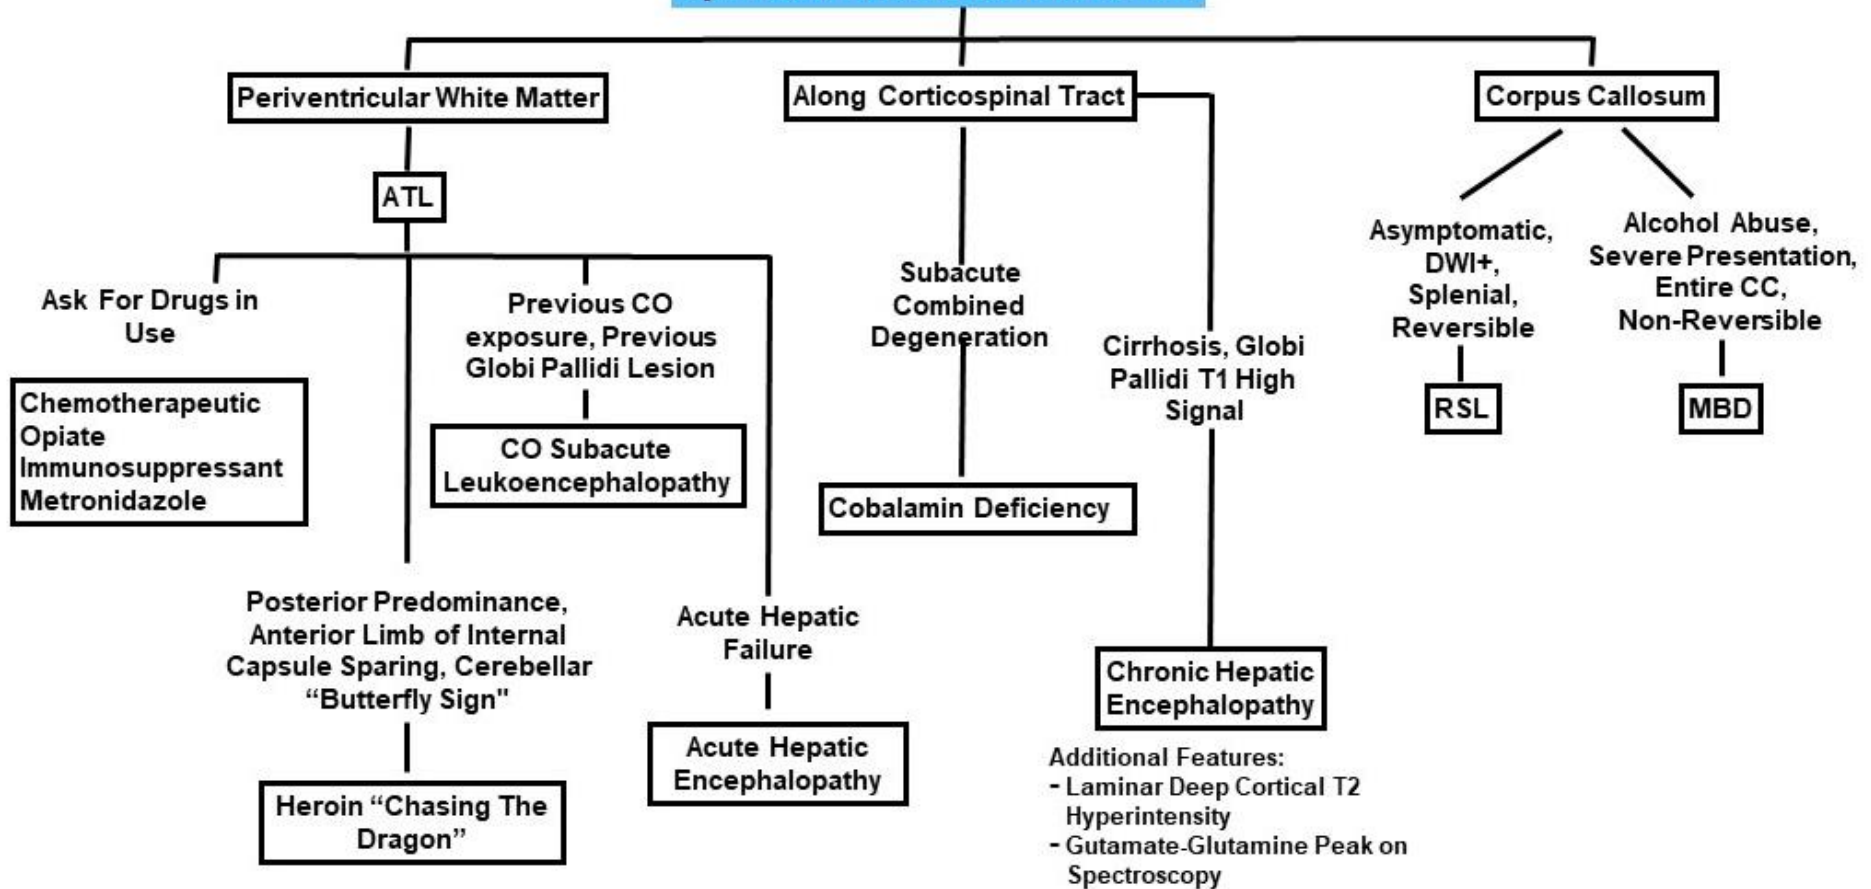 Periventricular White Matter
Along Corticospinal Tract
Corpus Callosum
ATL
Ask For Drugs in
Use
Chemotherapeutic
Opiate
Immunosuppressant
Metronidazole
Previous CO
exposure, Previous
Globi Pallidi Lesion
CO Subacute
Leukoencephalopathy
Posterior Predominance,
Anterior Limb of Internal
Capsule Sparing, Cerebellar
“Butterfly Sign"
Heroin “Chasing The
Dragon”
Acute Hepatic
Failure
Acute Hepatic
Encephalopathy
Subacute
Combined
Degeneration
Cobalamin Deficiency
Cirrhosis, Globi
Pallidi T1 High
Signal
Chronic Hepatic
Encephalopathy
Additional Features:
- Laminar Deep Cortical T2
Hyperintensity
- Gutamate-Glutamine Peak on
Spectroscopy
Asymptomatic,
DWI+,
Splenial,
Reversible
RSL
Alcohol Abuse,
Severe Presentation,
Entire CC,
Non-Reversible
MBD